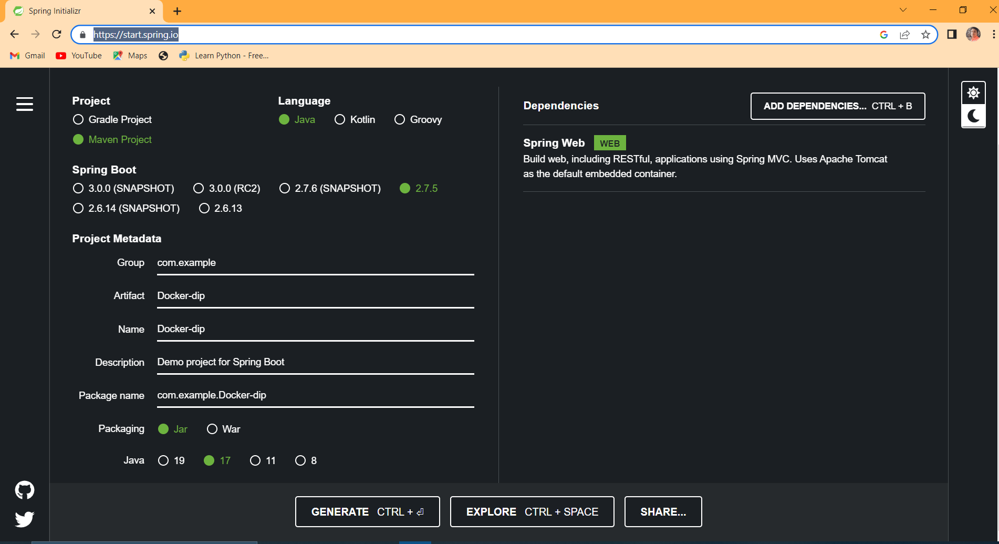 Spring Initializr
https://start.spring.io
Gmail
YouTube
Maps
Learn Python - Free...
Project
Gradle Project
Maven Project
Language
Java Kotlin Groovy
Spring Boot
3.0.0 (SNAPSHOT) 3.0.0 (RC2) 2.7.6 (SNAPSHOT) 2.7.5
2.6.14 (SNAPSHOT) 2.6.13
Project Metadata
Group com.example
Artifact Docker-dip
Name Docker-dip
Description Demo project for Spring Boot
Package name com.example.Docker-dip
Packaging Jar War
Java 19 17 11 8
Dependencies
ADD DEPENDENCIES... CTRL + B
Spring Web WEB
Build web, including RESTful, applications using Spring MVC. Uses Apache Tomcat
as the default embedded container.
GENERATE CTRL + ⏎
EXPLORE CTRL + SPACE
SHARE...